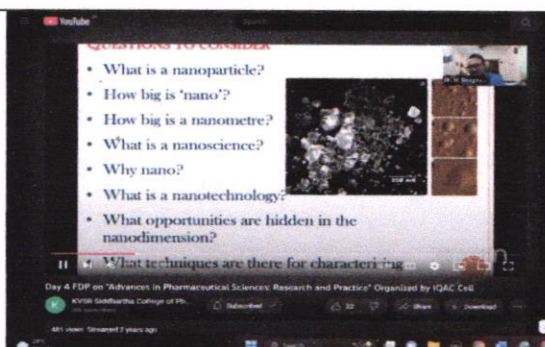 YouTube
Search
QUESTIONS TO CONSIDER
• What is a nanoparticle?
• How big is 'nano'?
• How big is a nanometre?
• What is a nanoscience?
• Why nano?
• What is a nanotechnology?
• What opportunities are hidden in the
nanodimension?
• What techniques are there for characterizing
Day 4 FDP on "Advances in Pharmaceutical Sciences: Research and Practice" Organized by IQAC Cell
K
KVSR Siddhartha College of Ph...
Subscribed
32
Share
Download
481 views Streamed 2 years ago
Search